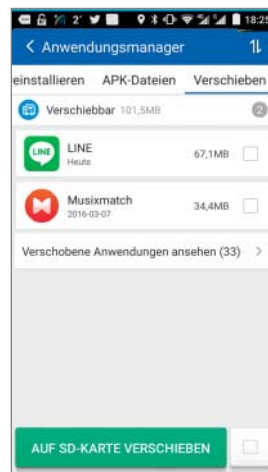 2° 18:25
Anwendungsmanager
einstallieren APK-Dateien Verschieben
Verschiebbar 101,5MB 2
LINE LINE 67,1MB
Heute
Musixmatch 34,4MB
2016-03-07
Verschobene Anwendungen ansehen (33)
AUF SD-KARTE VERSCHIEBEN